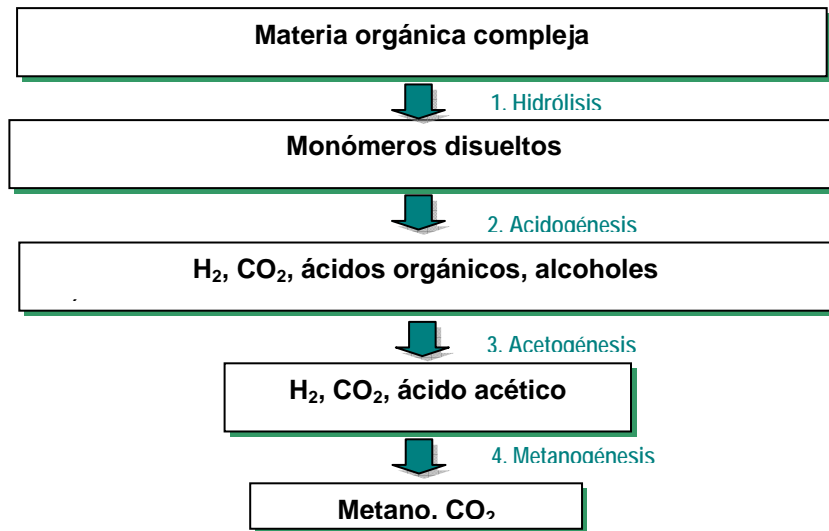 Materia orgánica compleja
1. Hidrólisis
Monómeros disueltos
2. Acidogénesis
H₂, CO₂, ácidos orgánicos, alcoholes
3. Acetogénesis
H₂, CO₂, ácido acético
4. Metanogénesis
Metano. CO₂